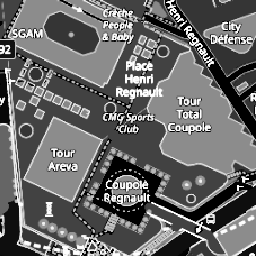 Crèche
People
& Baby
Henri Regnault
City
Défense
SGAM
92
Place
Henri
Regnault
Tour
Total
Coupole
CMG Sports
Club
Tour
Areva
Coupole
Regnault